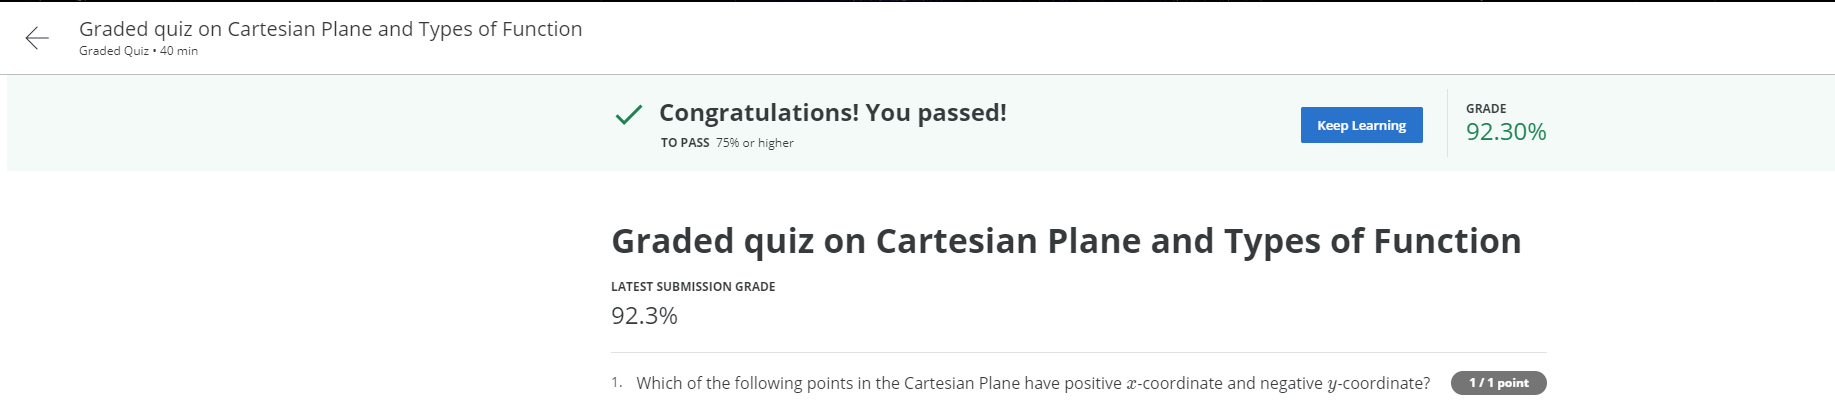 Graded quiz on Cartesian Plane and Types of Function
Graded Quiz • 40 min
Congratulations! You passed!
TO PASS 75% or higher
Keep Learning
GRADE
92.30%
Graded quiz on Cartesian Plane and Types of Function
LATEST SUBMISSION GRADE
92.3%
1. Which of the following points in the Cartesian Plane have positive x-coordinate and negative y-coordinate?
1 / 1 point